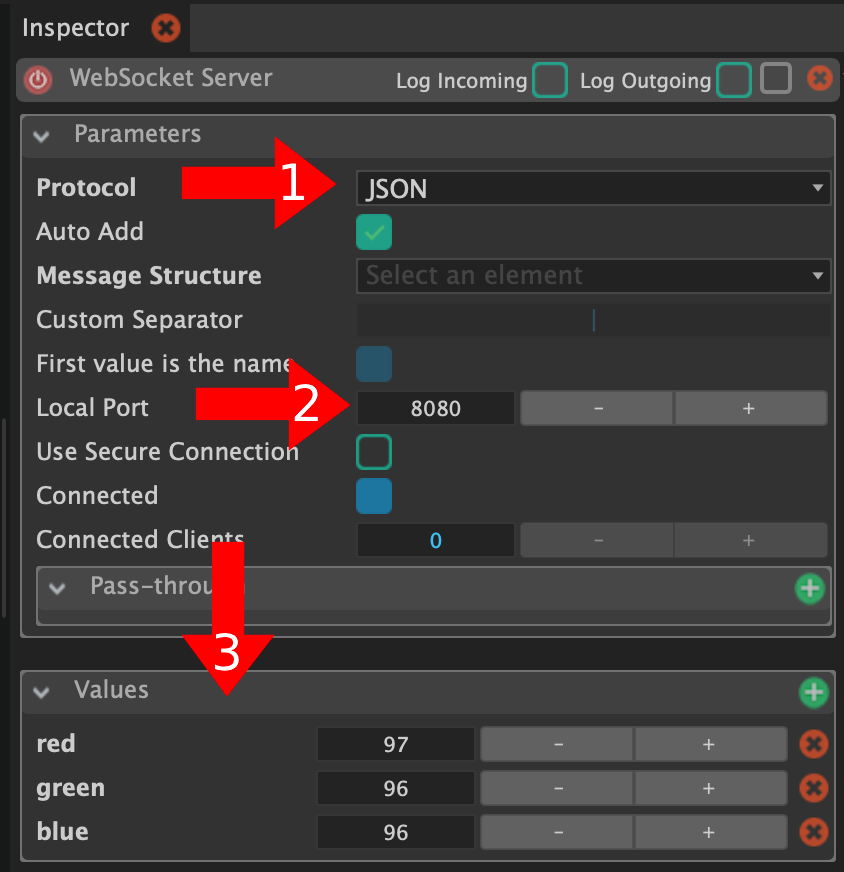 Inspector
WebSocket Server Log Incoming Log Outgoing
Parameters
Protocol 1 JSON
Auto Add
Message Structure Select an element
Custom Separator |
First value is the name
Local Port 2 8080 - +
Use Secure Connection
Connected
Connected Clients 0 - +
Pass-throu
3
Values
red 97 - +
green 96 - +
blue 96 - +